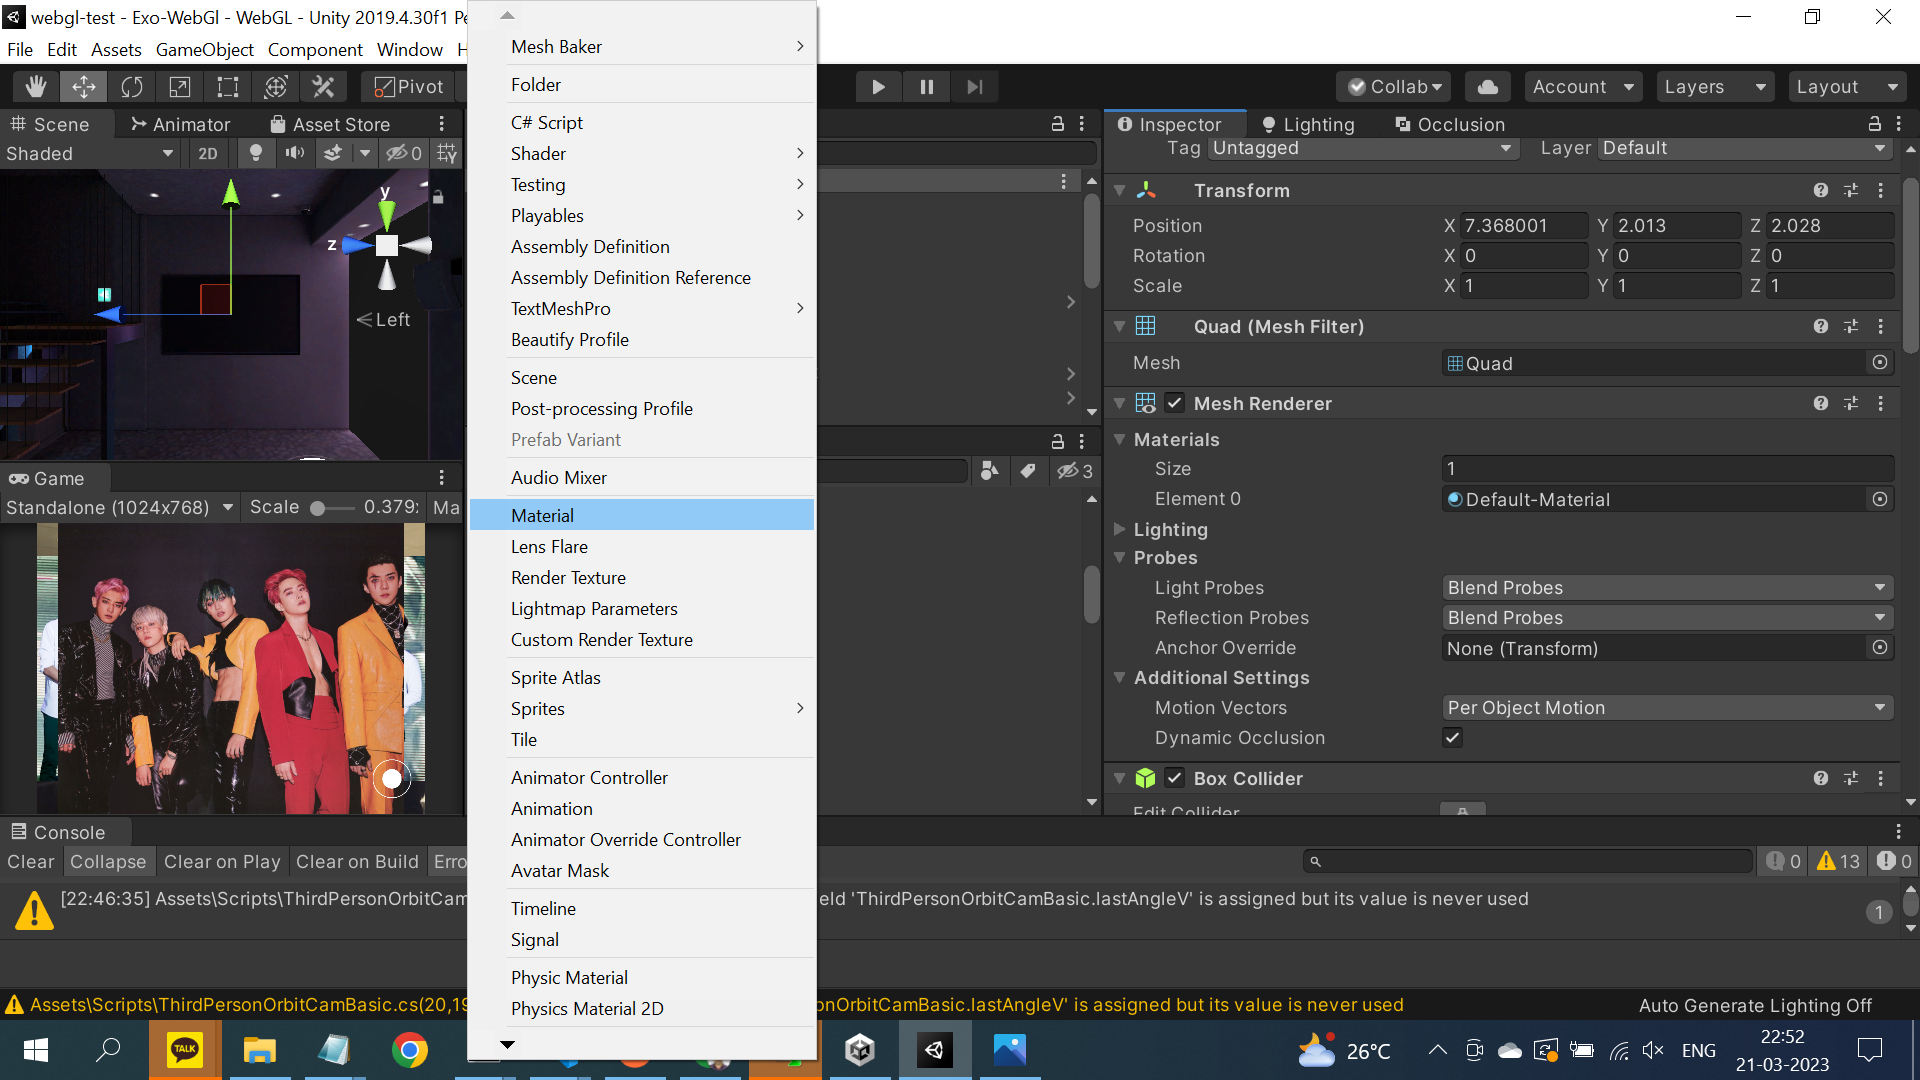 webgl-test - Exo-WebGl - WebGL - Unity 2019.4.30f1 Pe
File Edit Assets GameObject Component Window H
Pivot
Collab
Account
Layers
Layout
Scene
Animator
Asset Store
Shaded
2D
0
y
z
Left
Game
Standalone (1024x768)
Scale
0.379
Ma
Mesh Baker
Folder
C# Script
Shader
Testing
Playables
Assembly Definition
Assembly Definition Reference
TextMeshPro
Beautify Profile
Scene
Post-processing Profile
Prefab Variant
Audio Mixer
Material
Lens Flare
Render Texture
Lightmap Parameters
Custom Render Texture
Sprite Atlas
Sprites
Tile
Animator Controller
Animation
Animator Override Controller
Avatar Mask
Timeline
Signal
Physic Material
Physics Material 2D
3
Inspector
Lighting
Occlusion
Tag Untagged Layer Default
Transform
Position X 7.368001 Y 2.013 Z 2.028
Rotation X 0 Y 0 Z 0
Scale X 1 Y 1 Z 1
Quad (Mesh Filter)
Mesh Quad
Mesh Renderer
Materials
Size 1
Element 0 Default-Material
Lighting
Probes
Light Probes Blend Probes
Reflection Probes Blend Probes
Anchor Override None (Transform)
Additional Settings
Motion Vectors Per Object Motion
Dynamic Occlusion
Box Collider
Edit Collider
Console
Clear Collapse Clear on Play Clear on Build Erro
0 13 0
[22:46:35] Assets\Scripts\ThirdPersonOrbitCam eld 'ThirdPersonOrbitCamBasic.lastAngleV' is assigned but its value is never used
1
Assets\Scripts\ThirdPersonOrbitCamBasic.cs(20,19 onOrbitCamBasic.lastAngleV' is assigned but its value is never used
Auto Generate Lighting Off
TALK
26°C
ENG
22:52
21-03-2023